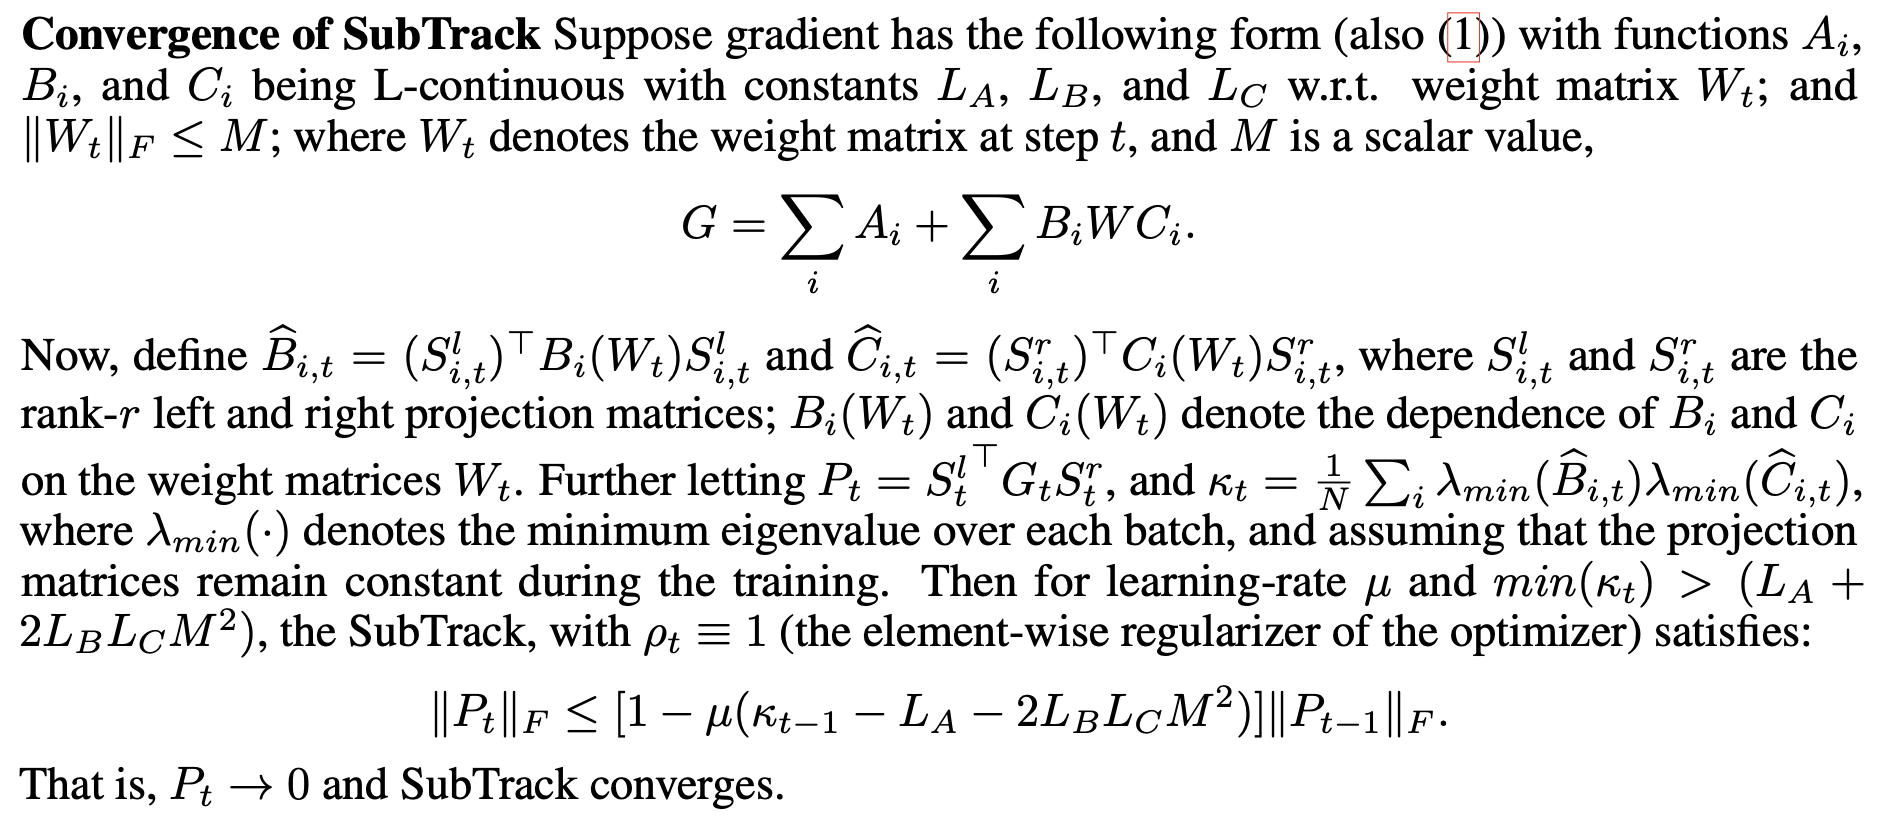 Convergence of SubTrack Suppose gradient has the following form (also (1)) with functions $A_i$,
$B_i$, and $C_i$ being L-continuous with constants $L_A$, $L_B$, and $L_C$ w.r.t. weight matrix $W_t$; and
$\|W_t\|_F \leq M$; where $W_t$ denotes the weight matrix at step $t$, and $M$ is a scalar value,
$G = \sum_i A_i + \sum_i B_i W C_i.$
Now, define $\widehat{B}_{i,t} = (S^l_{i,t})^\top B_i(W_t) S^l_{i,t}$ and $\widehat{C}_{i,t} = (S^r_{i,t})^\top C_i(W_t) S^r_{i,t}$, where $S^l_{i,t}$ and $S^r_{i,t}$ are the
rank-$r$ left and right projection matrices; $B_i(W_t)$ and $C_i(W_t)$ denote the dependence of $B_i$ and $C_i$
on the weight matrices $W_t$. Further letting $P_t = {S^l_t}^\top G_t S^r_t$, and $\kappa_t = \frac{1}{N} \sum_i \lambda_{min}(\widehat{B}_{i,t}) \lambda_{min}(\widehat{C}_{i,t})$,
where $\lambda_{min}(\cdot)$ denotes the minimum eigenvalue over each batch, and assuming that the projection
matrices remain constant during the training. Then for learning-rate $\mu$ and $min(\kappa_t) > (L_A +$
$2L_B L_C M^2)$, the SubTrack, with $\rho_t \equiv 1$ (the element-wise regularizer of the optimizer) satisfies:
$\|P_t\|_F \leq [1 - \mu(\kappa_{t-1} - L_A - 2L_B L_C M^2)] \|P_{t-1}\|_F.$
That is, $P_t \to 0$ and SubTrack converges.